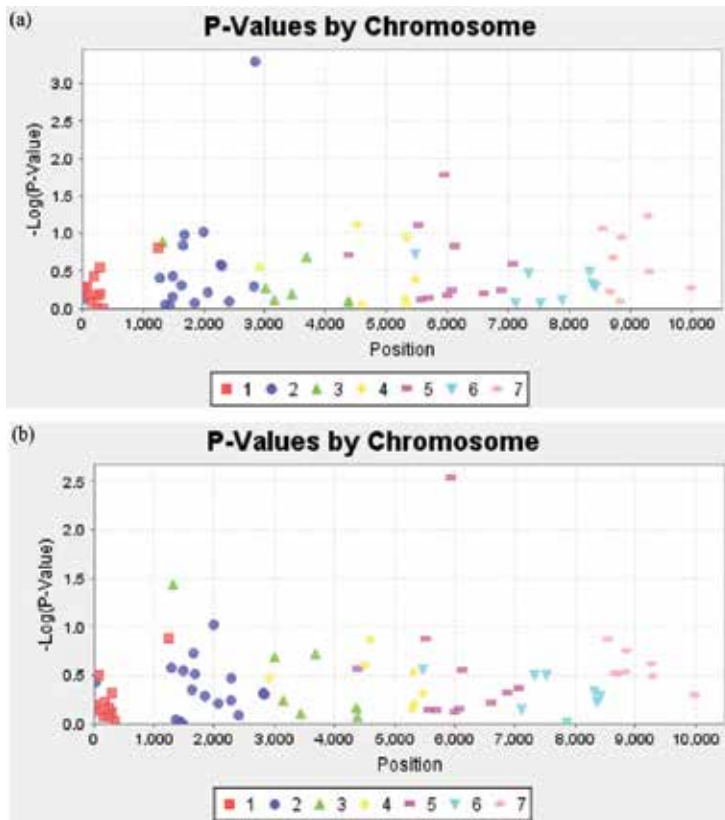 (a)
P-Values by Chromosome
3.0
2.5
2.0
1.5
1.0
0.5
0.0
-Log(P-Value)
0 1,000 2,000 3,000 4,000 5,000 6,000 7,000 8,000 9,000 10,000
Position
1 2 3 4 5 6 7
(b)
P-Values by Chromosome
2.5
2.0
1.5
1.0
0.5
0.0
-Log(P-Value)
0 1,000 2,000 3,000 4,000 5,000 6,000 7,000 8,000 9,000 10,000
Position
1 2 3 4 5 6 7